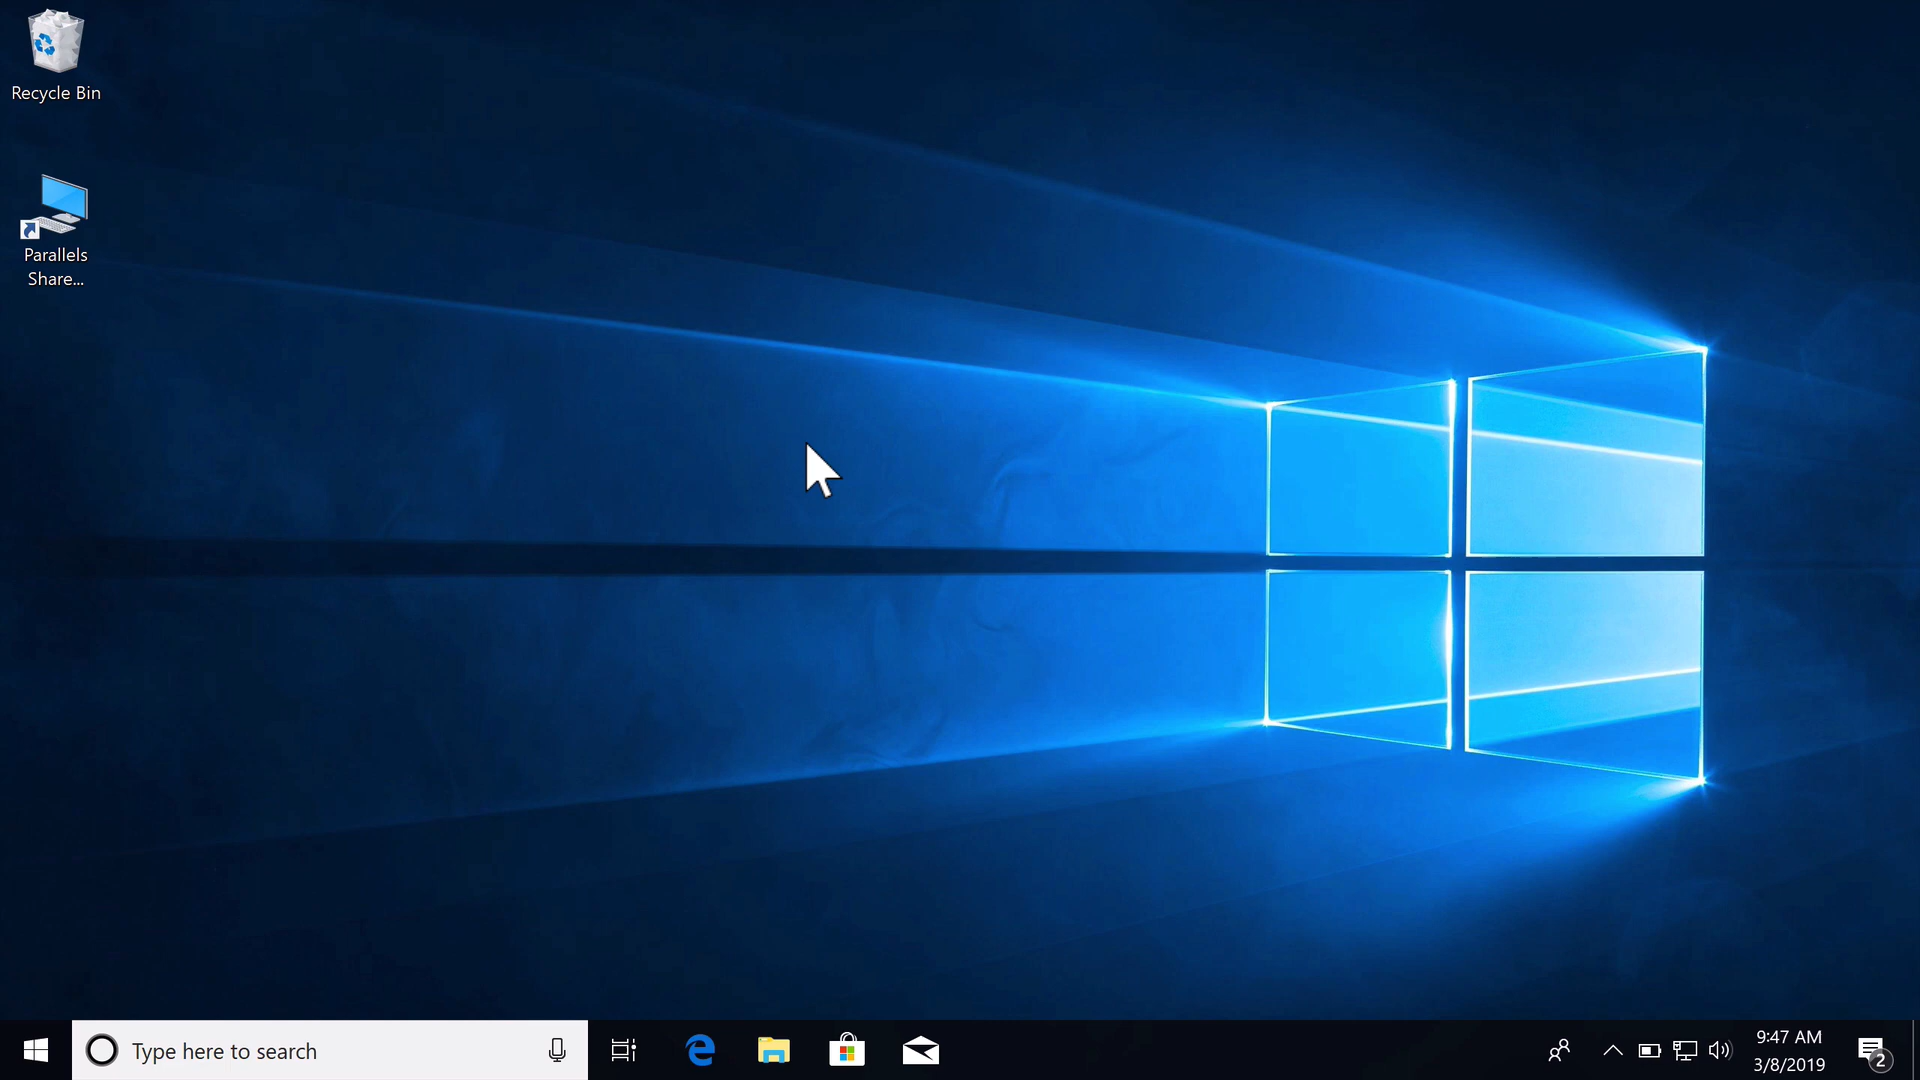 Recycle Bin
Parallels
Share...
Type here to search
9:47 AM
3/8/2019
2